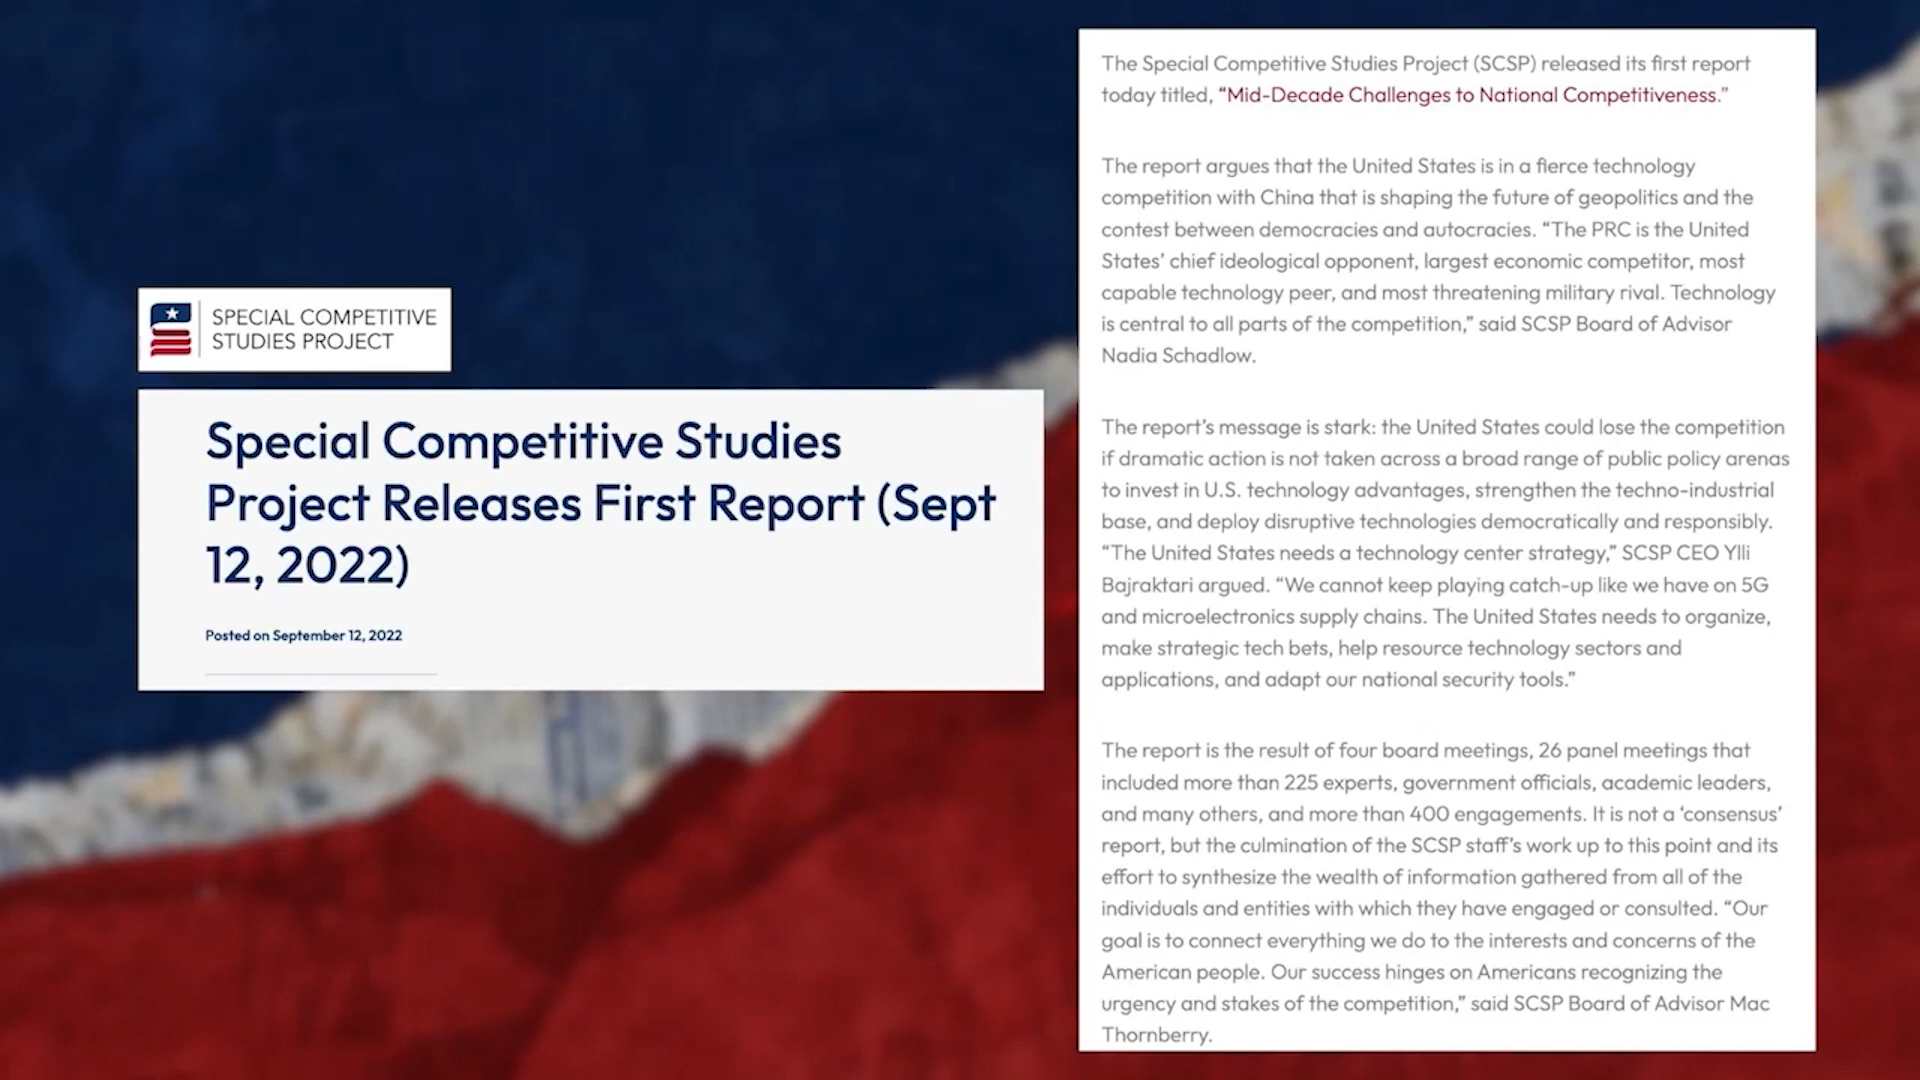 SPECIAL COMPETITIVE
STUDIES PROJECT
Special Competitive Studies
Project Releases First Report (Sept
12, 2022)
Posted on September 12, 2022
The Special Competitive Studies Project (SCSP) released its first report
today titled, “Mid-Decade Challenges to National Competitiveness.”
The report argues that the United States is in a fierce technology
competition with China that is shaping the future of geopolitics and the
contest between democracies and autocracies. “The PRC is the United
States’ chief ideological opponent, largest economic competitor, most
capable technology peer, and most threatening military rival. Technology
is central to all parts of the competition,” said SCSP Board of Advisor
Nadia Schadlow.
The report’s message is stark: the United States could lose the competition
if dramatic action is not taken across a broad range of public policy arenas
to invest in U.S. technology advantages, strengthen the techno-industrial
base, and deploy disruptive technologies democratically and responsibly.
“The United States needs a technology center strategy,” SCSP CEO Ylli
Bajraktari argued. “We cannot keep playing catch-up like we have on 5G
and microelectronics supply chains. The United States needs to organize,
make strategic tech bets, help resource technology sectors and
applications, and adapt our national security tools.”
The report is the result of four board meetings, 26 panel meetings that
included more than 225 experts, government officials, academic leaders,
and many others, and more than 400 engagements. It is not a ‘consensus’
report, but the culmination of the SCSP staff’s work up to this point and its
effort to synthesize the wealth of information gathered from all of the
individuals and entities with which they have engaged or consulted. “Our
goal is to connect everything we do to the interests and concerns of the
American people. Our success hinges on Americans recognizing the
urgency and stakes of the competition,” said SCSP Board of Advisor Mac
Thornberry.